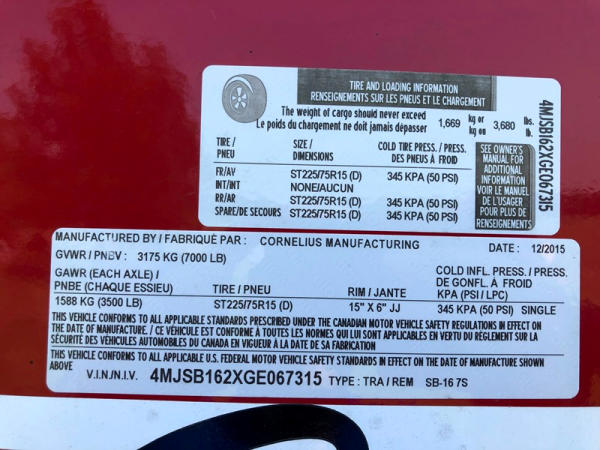 TIRE AND LOADING INFORMATION
RENSEIGNEMENTS SUR LES PNEUS ET LE CHARGEMENT
The weight of cargo should never exceed
Le poids du chargement ne doit jamais dépasser
1,669 kg or kg ou 3,680 lbs. lb.
TIRE / PNEU
SIZE / DIMENSIONS
COLD TIRE PRESS. / PRESS. DES PNEUS À FROID
FR/AV ST225/75R15 (D) 345 KPA (50 PSI)
INT/INT NONE/AUCUN
RR/AR ST225/75R15 (D) 345 KPA (50 PSI)
SPARE/DE SECOURS ST225/75R15 (D) 345 KPA (50 PSI)
SEE OWNER'S
MANUAL FOR
ADDITIONAL
INFORMATION
VOIR LE MANUEL
DE L'USAGER
POUR PLUS DE
RENSEIGNEMENTS
4MJSB162XGE067315
MANUFACTURED BY / FABRIQUÉ PAR : CORNELIUS MANUFACTURING DATE : 12/2015
GVWR / PNBV : 3175 KG (7000 LB)
GAWR (EACH AXLE) / PNBE (CHAQUE ESSIEU)
TIRE / PNEU
RIM / JANTE
COLD INFL. PRESS. / PRESS. DE GONFL. À FROID KPA (PSI / LPC)
1588 KG (3500 LB) ST225/75R15 (D) 15" X 6" JJ 345 KPA (50 PSI) SINGLE
THIS VEHICLE CONFORMS TO ALL APPLICABLE STANDARDS PRESCRIBED UNDER THE CANADIAN MOTOR VEHICLE SAFETY REGULATIONS IN EFFECT ON
THE DATE OF MANUFACTURE. / CE VÉHICULE EST CONFORME À TOUTES LES NORMES QUI LUI SONT APPLICABLES EN VERTU DU RÈGLEMENT SUR LA
SÉCURITÉ DES VÉHICULES AUTOMOBILES DU CANADA EN VIGUEUR À LA DATE DE SA FABRICATION
THIS VEHICLE CONFORMS TO ALL APPLICABLE U.S. FEDERAL MOTOR VEHICLE SAFETY STANDARDS IN EFFECT ON THE DATE OF MANUFACTURE SHOWN
ABOVE
V.I.N./N.I.V. 4MJSB162XGE067315 TYPE : TRA / REM SB-16 7S